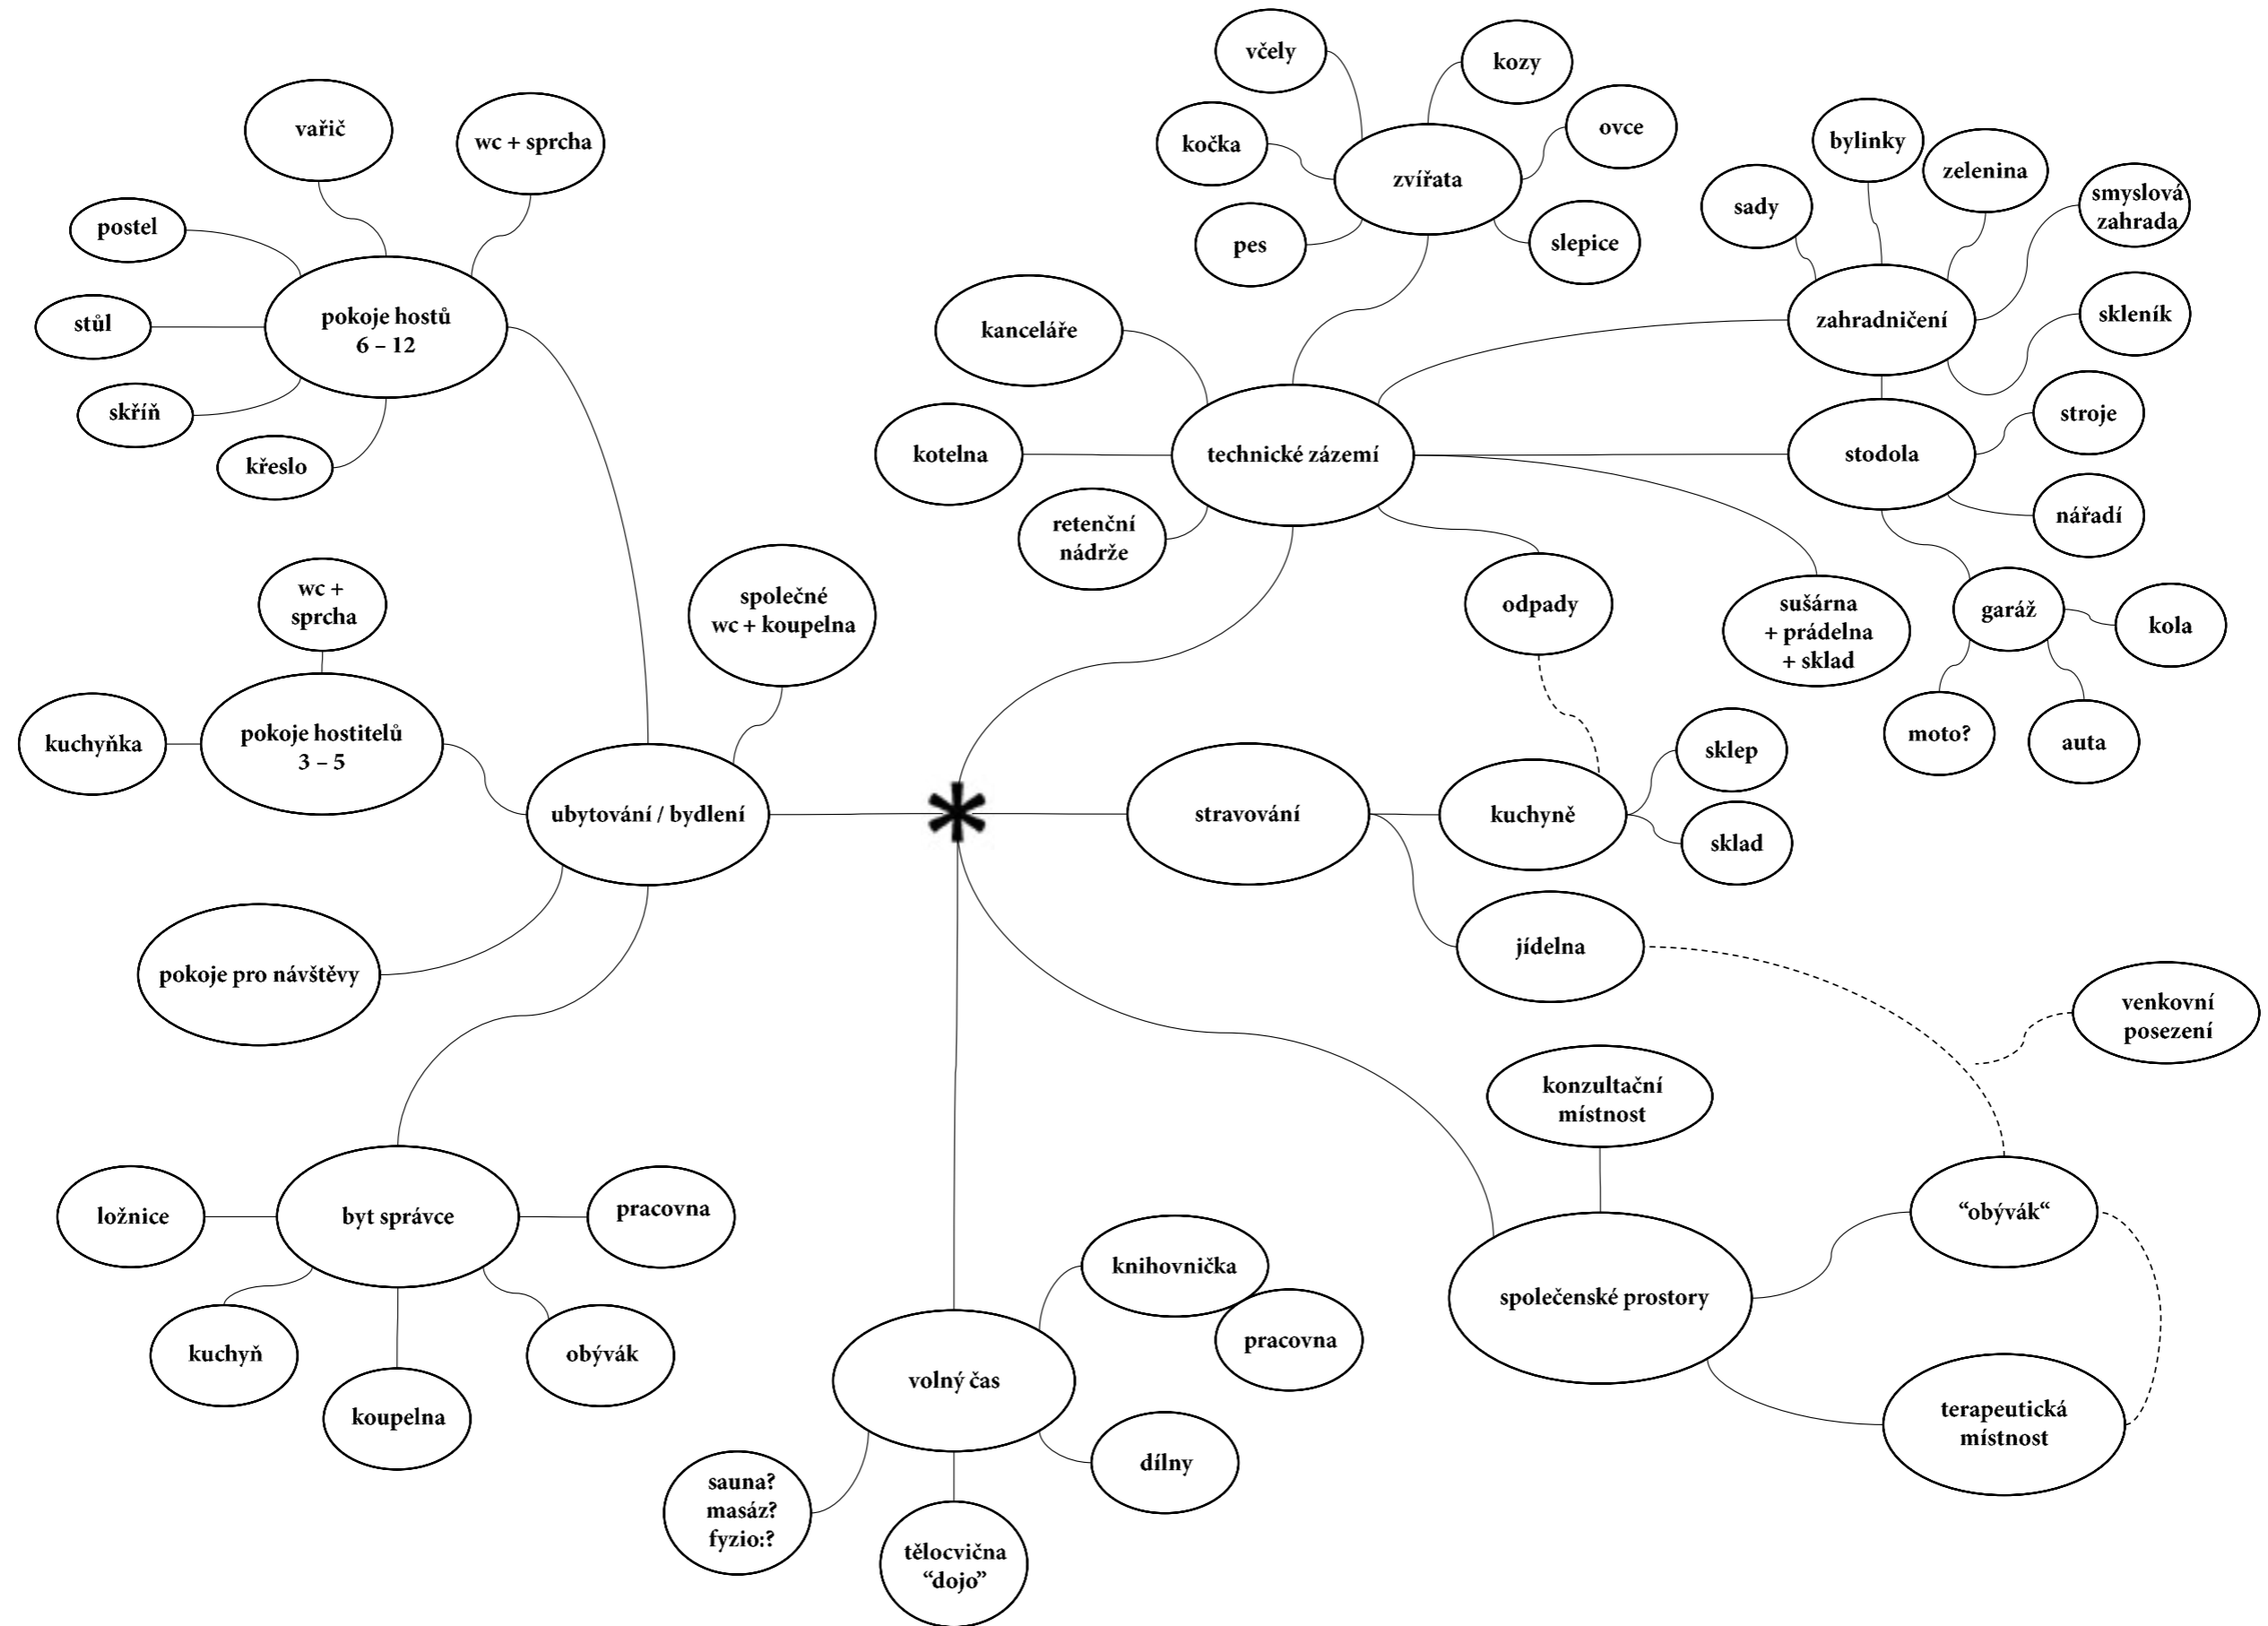 včely
kozy
kočka
ovce
zvířata
pes
slepice
vařič
wc + sprcha
postel
stůl
pokoje hostů
6 – 12
skříň
křeslo
bylinky
zelenina
sady
smyslová
zahrada
zahradničení
skleník
kanceláře
kotelna
technické zázemí
retenční
nádrže
stodola
stroje
nářadí
odpady
sušárna
+ prádelna
+ sklad
garáž
kola
moto?
auta
wc +
sprcha
společné
wc + koupelna
kuchyňka
pokoje hostitelů
3 – 5
ubytování / bydlení
*
stravování
kuchyně
sklep
sklad
jídelna
pokoje pro návštěvy
venkovní
posezení
konzultační
místnost
“obývák“
společenské prostory
terapeutická
místnost
ložnice
byt správce
pracovna
kuchyň
koupelna
obývák
knihovnička
pracovna
volný čas
dílny
sauna?
masáz?
fyzio:?
tělocvična
“dojo”